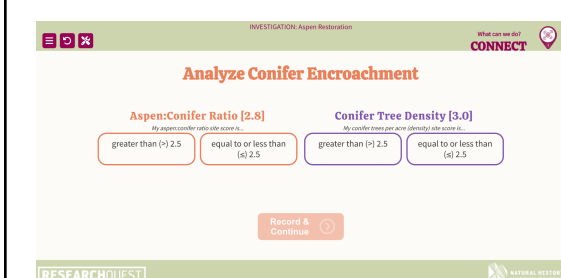 INVESTIGATION: Aspen Restoration
What can we do?
CONNECT
Analyze Conifer Encroachment
Aspen:Conifer Ratio [2.8]
My aspen:conifer ratio site score is...
greater than (>) 2.5
equal to or less than
(≤) 2.5
Conifer Tree Density [3.0]
My conifer trees per acre (density) site score is...
greater than (>) 2.5
equal to or less than
(≤) 2.5
Record &
Continue
RESEARCHQUEST
NATURAL HISTOR